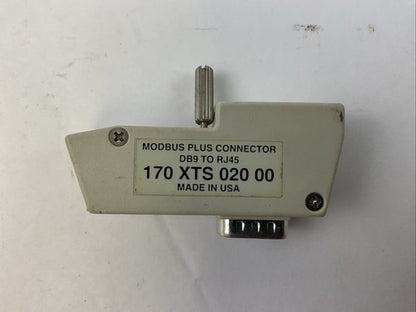 MODBUS PLUS CONNECTOR
DB9 TO RJ45
170 XTS 020 00
MADE IN USA